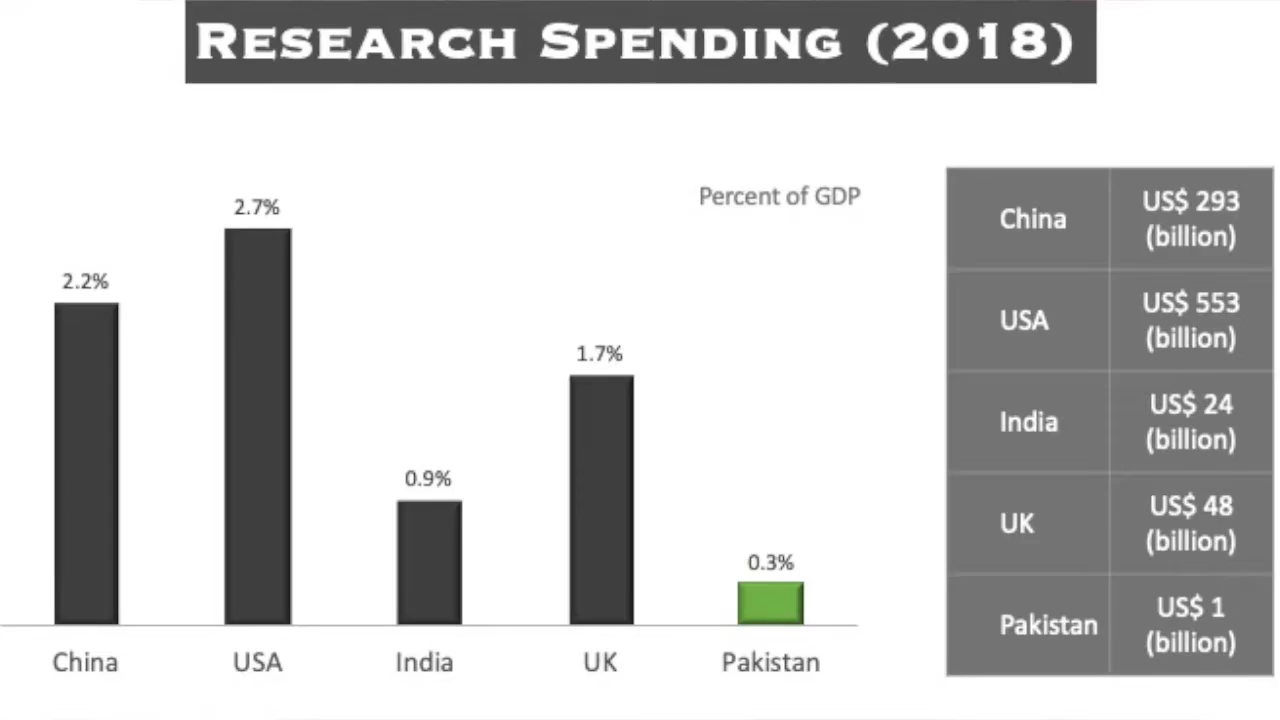 RESEARCH SPENDING (2018)
Percent of GDP
2.2%
2.7%
0.9%
1.7%
0.3%
China
USA
India
UK
Pakistan
China
US$ 293
(billion)
USA
US$ 553
(billion)
India
US$ 24
(billion)
UK
US$ 48
(billion)
Pakistan
US$ 1
(billion)